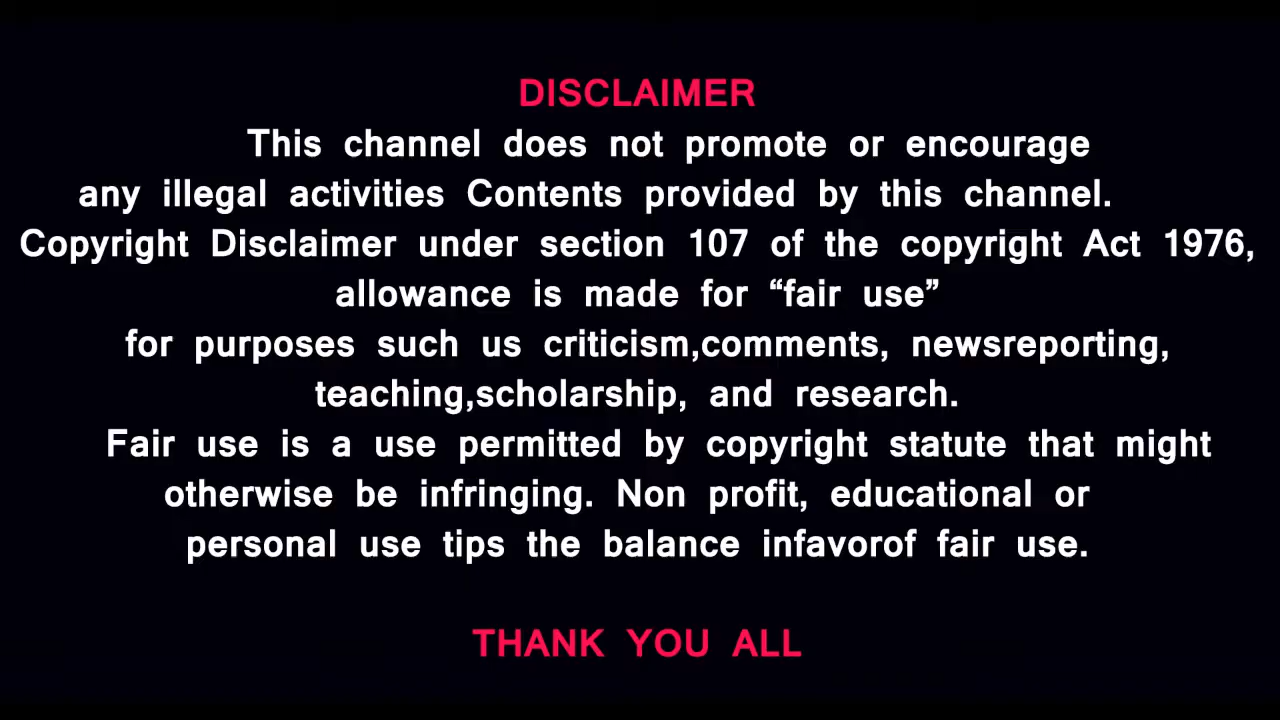 DISCLAIMER
This channel does not promote or encourage
any illegal activities Contents provided by this channel.
Copyright Disclaimer under section 107 of the copyright Act 1976,
allowance is made for “fair use”
for purposes such us criticism,comments, newsreporting,
teaching,scholarship, and research.
Fair use is a use permitted by copyright statute that might
otherwise be infringing. Non profit, educational or
personal use tips the balance infavorof fair use.
THANK YOU ALL